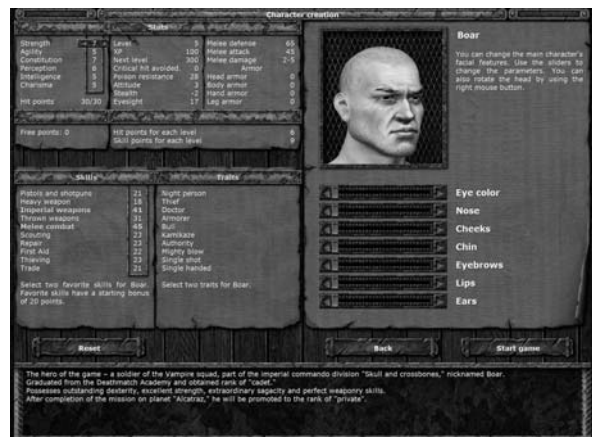 Character creation
Stats
Strength 7
Agility 5
Constitution 7
Perception 6
Intelligence 5
Charisma 5
Hit points 30/30
Level 5
XP 100
Next level 300
Critical hit avoided. 0
Poison resistance 28
Attitude 3
Stealth -2
Eyesight 17
Melee defense 65
Melee attack 45
Melee damage 2-5
Armor
Head armor 0
Body armor 0
Hand armor 0
Leg armor 0
Free points: 0
Hit points for each level 6
Skill points for each level 9
Skills
Pistols and shotguns 21
Heavy weapon 18
Imperial weapons 41
Thrown weapons 31
Melee combat 45
Scouting 23
Repair 23
First Aid 22
Thieving 23
Trade 21
Select two favorite skills for Boar.
Favorite skills have a starting bonus
of 20 points.
Traits
Night person
Thief
Doctor
Armorer
Bull
Kamikaze
Authority
Mighty blow
Single shot
Single handed
Select two traits for Boar.
Boar
You can change the main character's
facial features. Use the sliders to
change the parameters. You can
also rotate the head by using the
right mouse button.
Eye color
Nose
Cheeks
Chin
Eyebrows
Lips
Ears
Reset
Back
Start game
The hero of the game – a soldier of the Vampire squad, part of the imperial commando division "Skull and crossbones," nicknamed Boar.
Graduated from the Deathmatch Academy and obtained rank of "cadet."
Possesses outstanding dexterity, excellent strength, extraordinary sagacity and perfect weaponry skills.
After completion of the mission on planet "Alcatraz," he will be promoted to the rank of "private".